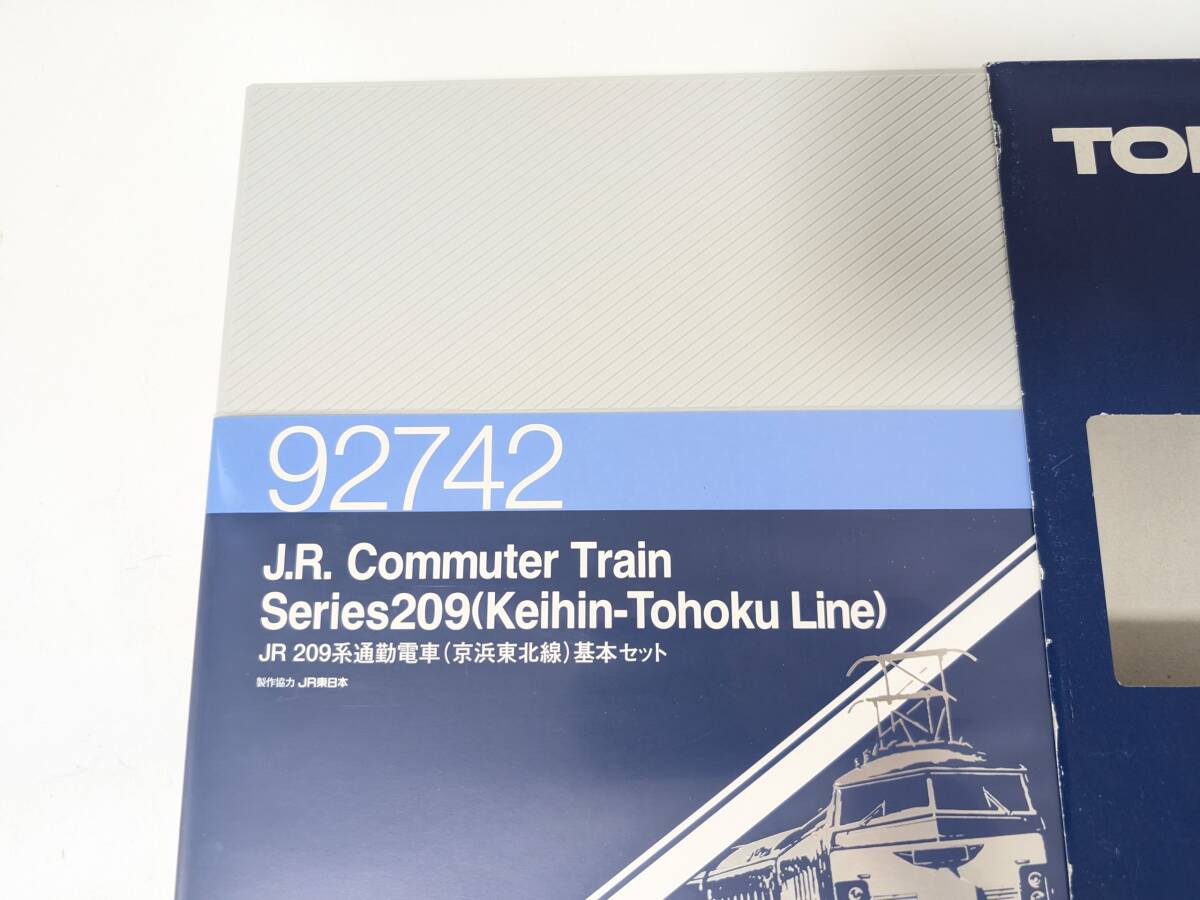 92742
J.R. Commuter Train
Series209(Keihin-Tohoku Line)
JR 209系通勤電車(京浜東北線)基本セット
製作協力 JR東日本